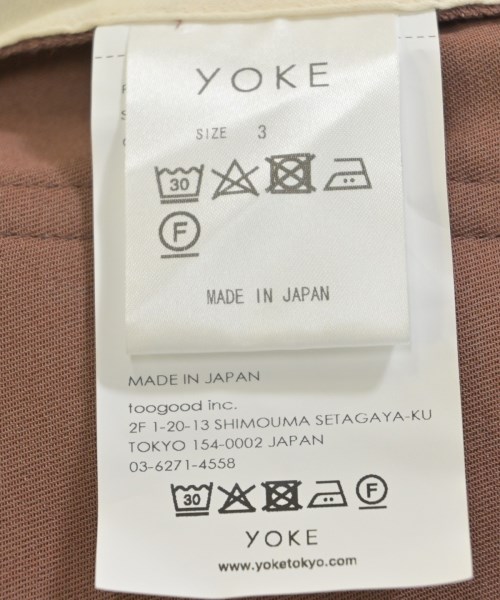 YOKE
SIZE 3
30
F
MADE IN JAPAN
MADE IN JAPAN
toogood inc.
2F 1-20-13 SHIMOUMA SETAGAYA-KU
TOKYO 154-0002 JAPAN
03-6271-4558
30 F
YOKE
www.yoketokyo.com